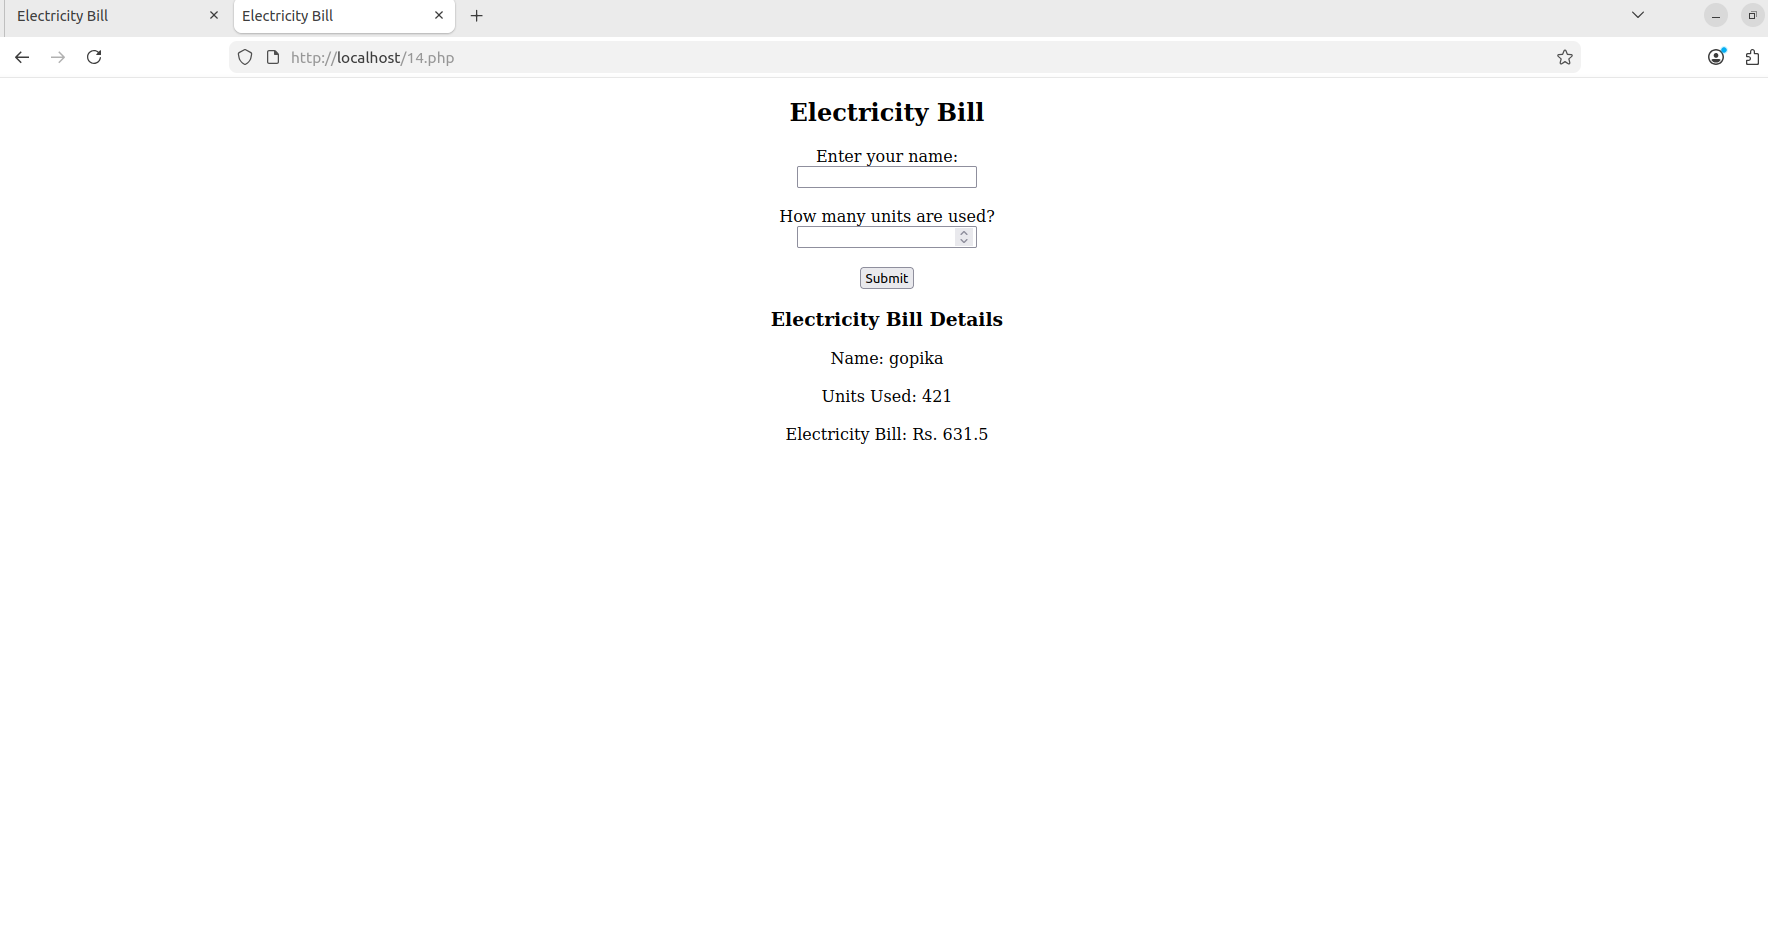 Electricity Bill
Electricity Bill
http://localhost/14.php
Electricity Bill
Enter your name:
How many units are used?
Submit
Electricity Bill Details
Name: gopika
Units Used: 421
Electricity Bill: Rs. 631.5